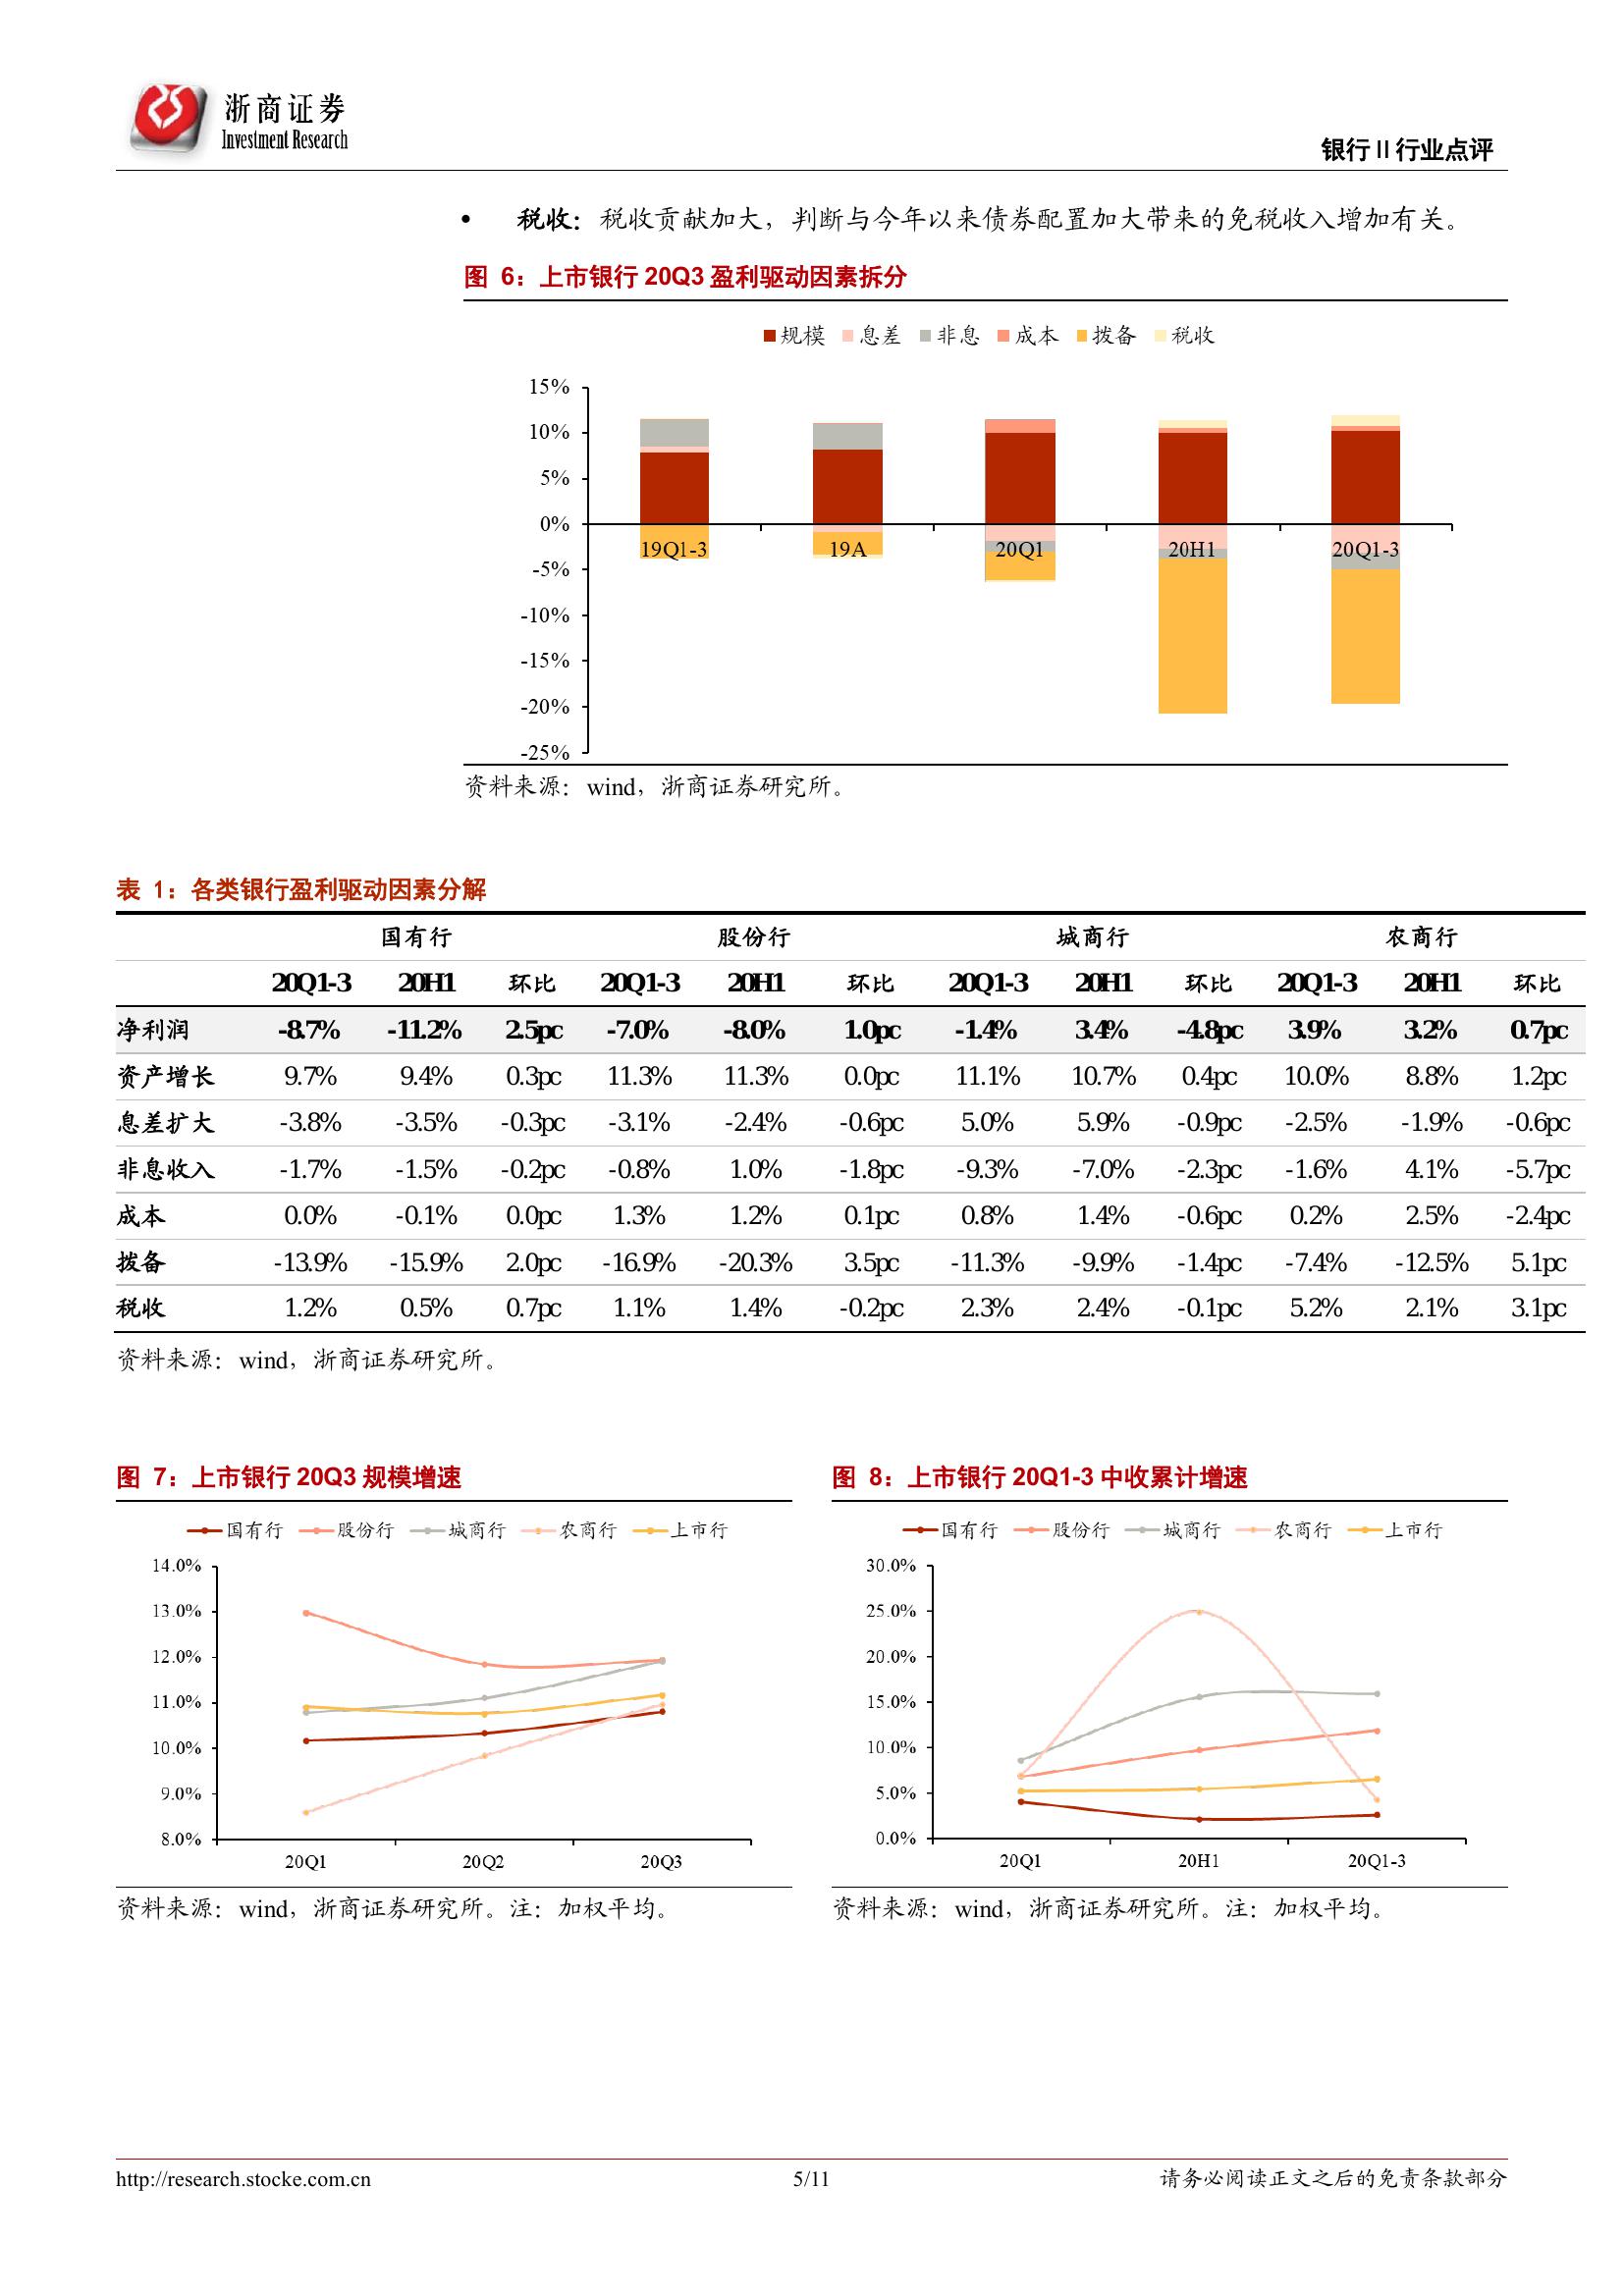 浙商证券
Investment Research
银行 II 行业点评
• 税收：税收贡献加大，判断与今年以来债券配置加大带来的免税收入增加有关。
图 6：上市银行 20Q3 盈利驱动因素拆分
规模 息差 非息 成本 拨备 税收
15%
10%
5%
0%
-5%
-10%
-15%
-20%
-25%
19Q1-3 19A 20Q1 20H1 20Q1-3
资料来源：wind，浙商证券研究所。
表 1：各类银行盈利驱动因素分解
国有行 股份行 城商行 农商行
20Q1-3 20H1 环比 20Q1-3 20H1 环比 20Q1-3 20H1 环比 20Q1-3 20H1 环比
净利润 -8.7% -11.2% 2.5pc -7.0% -8.0% 1.0pc -1.4% 3.4% -4.8pc 3.9% 3.2% 0.7pc
资产增长 9.7% 9.4% 0.3pc 11.3% 11.3% 0.0pc 11.1% 10.7% 0.4pc 10.0% 8.8% 1.2pc
息差扩大 -3.8% -3.5% -0.3pc -3.1% -2.4% -0.6pc 5.0% 5.9% -0.9pc -2.5% -1.9% -0.6pc
非息收入 -1.7% -1.5% -0.2pc -0.8% 1.0% -1.8pc -9.3% -7.0% -2.3pc -1.6% 4.1% -5.7pc
成本 0.0% -0.1% 0.0pc 1.3% 1.2% 0.1pc 0.8% 1.4% -0.6pc 0.2% 2.5% -2.4pc
拨备 -13.9% -15.9% 2.0pc -16.9% -20.3% 3.5pc -11.3% -9.9% -1.4pc -7.4% -12.5% 5.1pc
税收 1.2% 0.5% 0.7pc 1.1% 1.4% -0.2pc 2.3% 2.4% -0.1pc 5.2% 2.1% 3.1pc
资料来源：wind，浙商证券研究所。
图 7：上市银行 20Q3 规模增速
国有行 股份行 城商行 农商行 上市行
14.0%
13.0%
12.0%
11.0%
10.0%
9.0%
8.0%
20Q1 20Q2 20Q3
资料来源：wind，浙商证券研究所。注：加权平均。
图 8：上市银行 20Q1-3 中收累计增速
国有行 股份行 城商行 农商行 上市行
30.0%
25.0%
20.0%
15.0%
10.0%
5.0%
0.0%
20Q1 20H1 20Q1-3
资料来源：wind，浙商证券研究所。注：加权平均。
http://research.stocke.com.cn 5/11 请务必阅读正文之后的免责条款部分